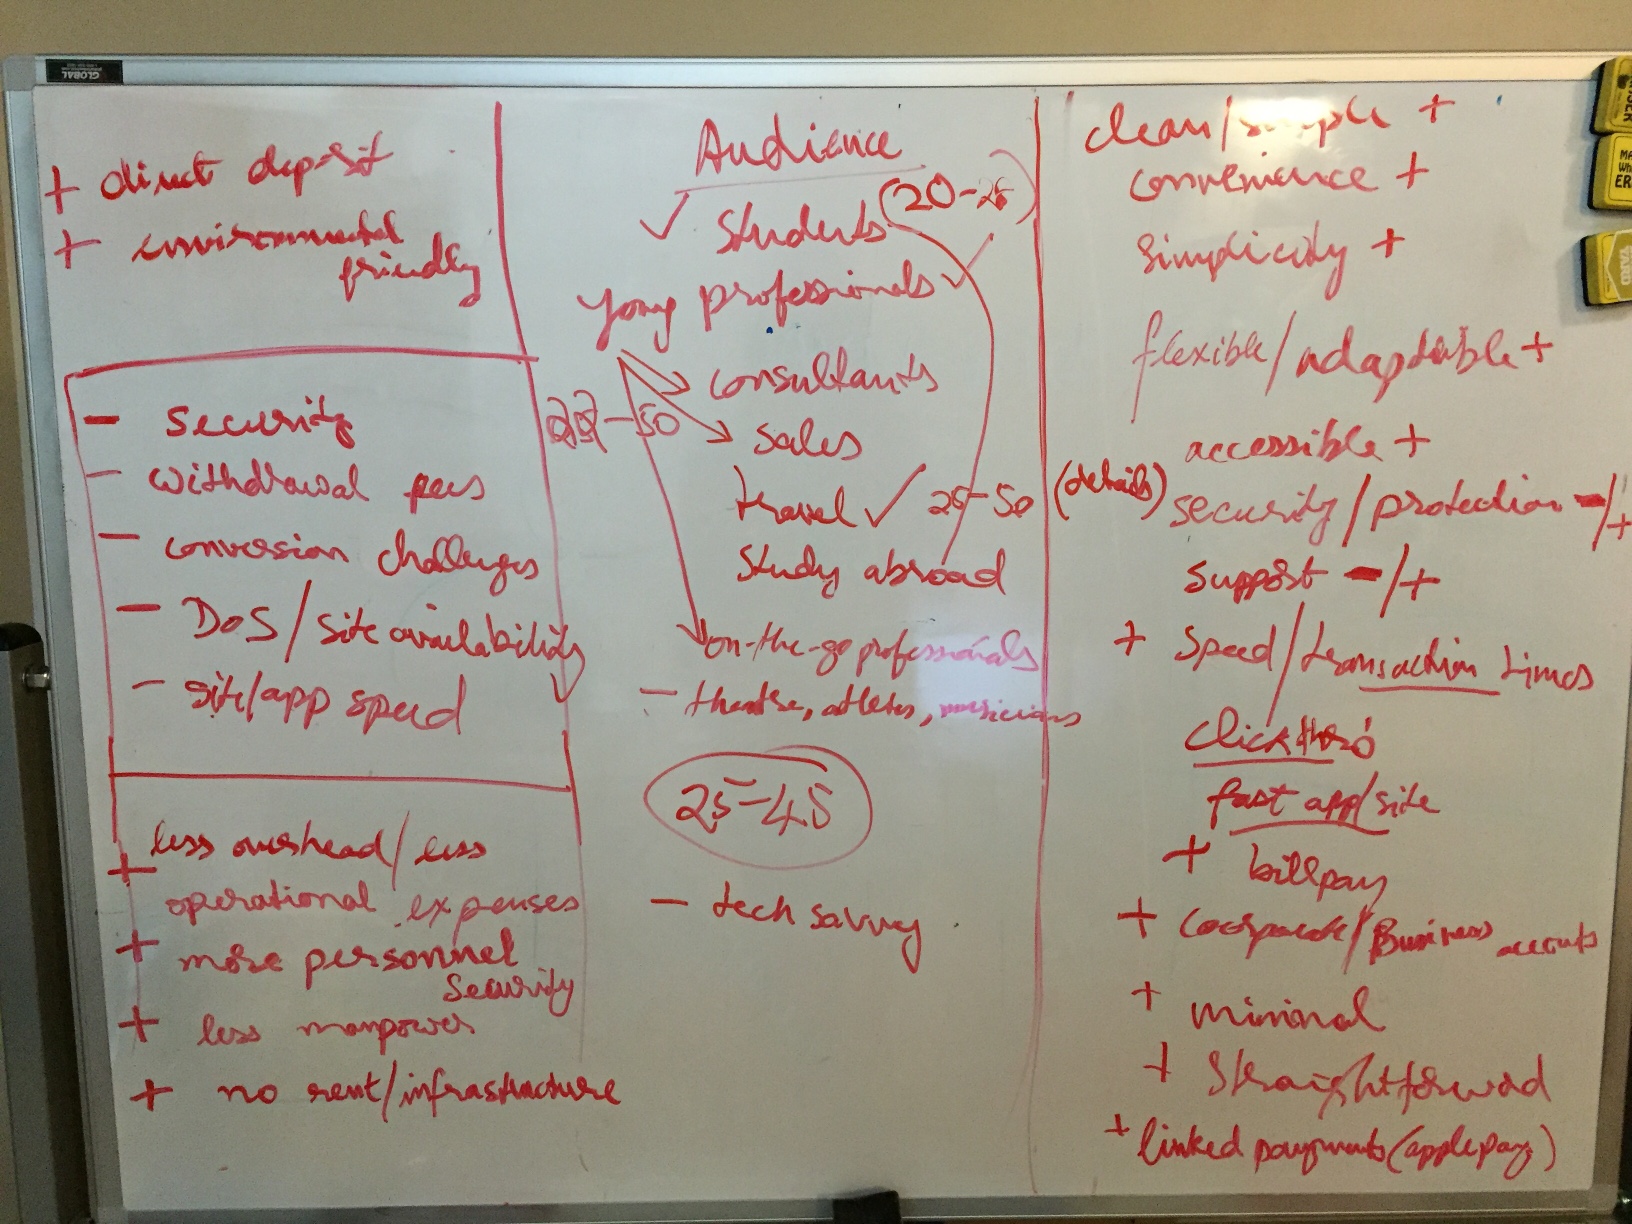 GLOBAL
+ direct deposit
+ environmental
friendly
- security
- withdrawal
- conversion challenges
- DoS/site availability
- site/app speed
+ less overhead/less
operational expenses
+ more personnel
security
+ less manpower
+ no rent/infrastructure
Audience
✓ students (20-26)
young professionals ✓
consultants
-50
sales
travel ✓ 25-50
study abroad
on-the-go professionals
- theatre, athletes, musicians
25-45
- tech savvy
clean/simple +
convenience +
simplicity +
flexible/adaptable +
accessible +
(details) security/protection -/+
support -/+
+ speed/transaction times
click thro
fast app/site
+ billpay
+ corporate/Business accounts
+ minimal
+ straightforward
+ linked payments (applepay)